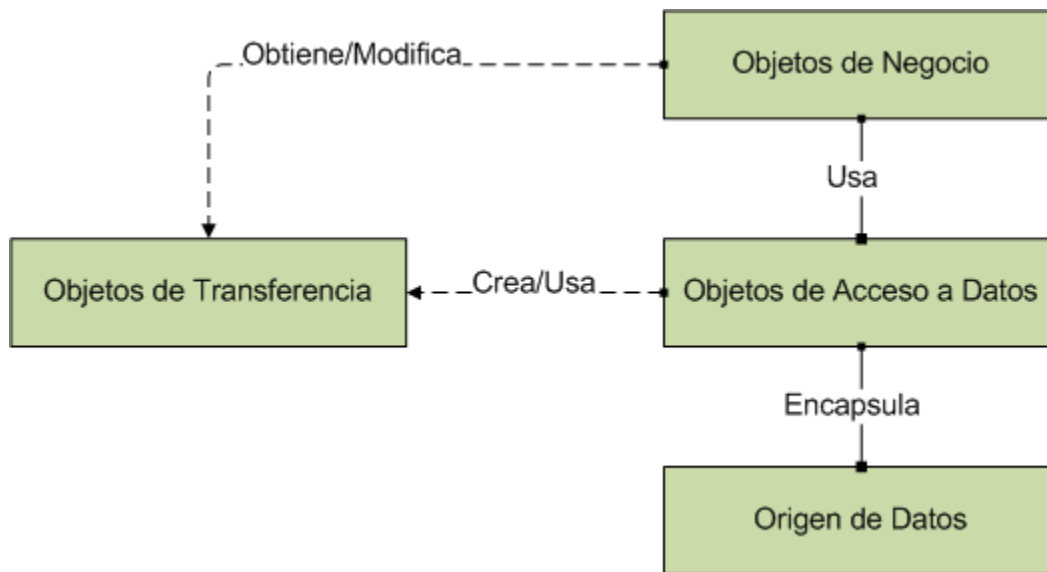 Obtiene/Modifica
Objetos de Negocio
Usa
Objetos de Transferencia
Crea/Usa
Objetos de Acceso a Datos
Encapsula
Origen de Datos